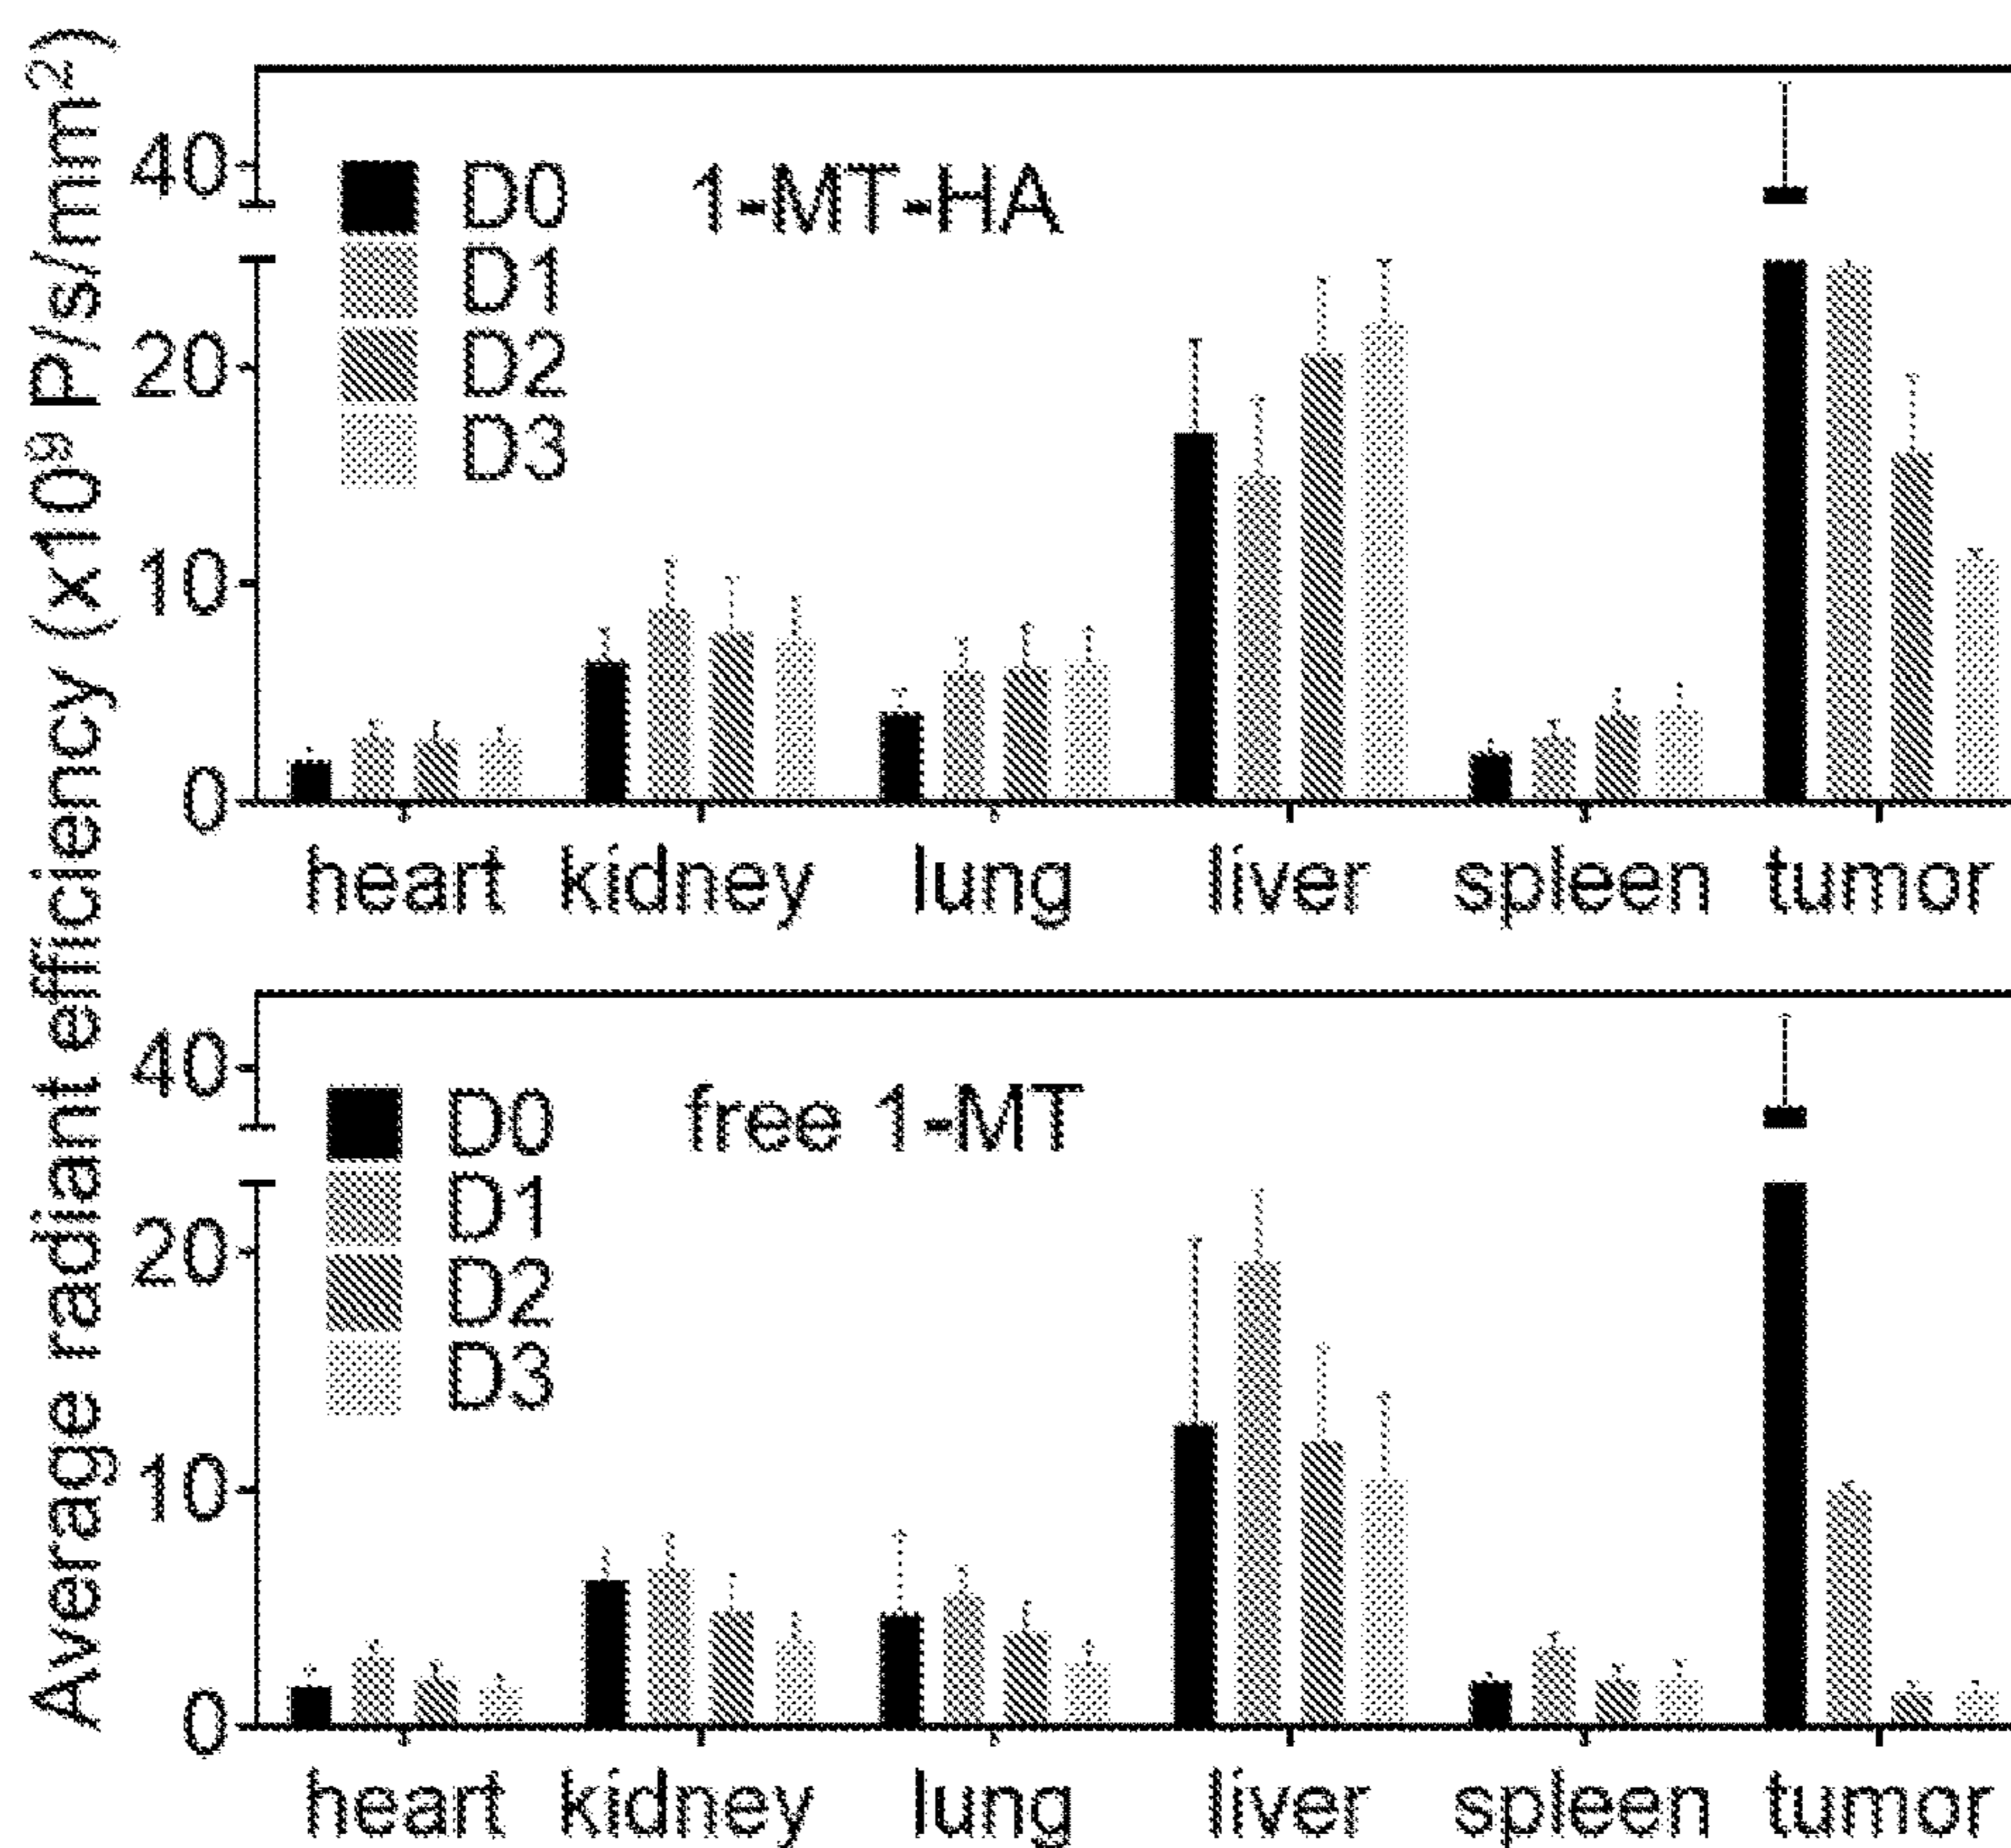 Average radiant efficiency (x10⁹ P/s/mm²)
40
20
10
0
D0
D1
D2
D3
1-MT-HA
heart kidney lung liver spleen tumor
40
20
10
0
D0
D1
D2
D3
free 1-MT
heart kidney lung liver spleen tumor